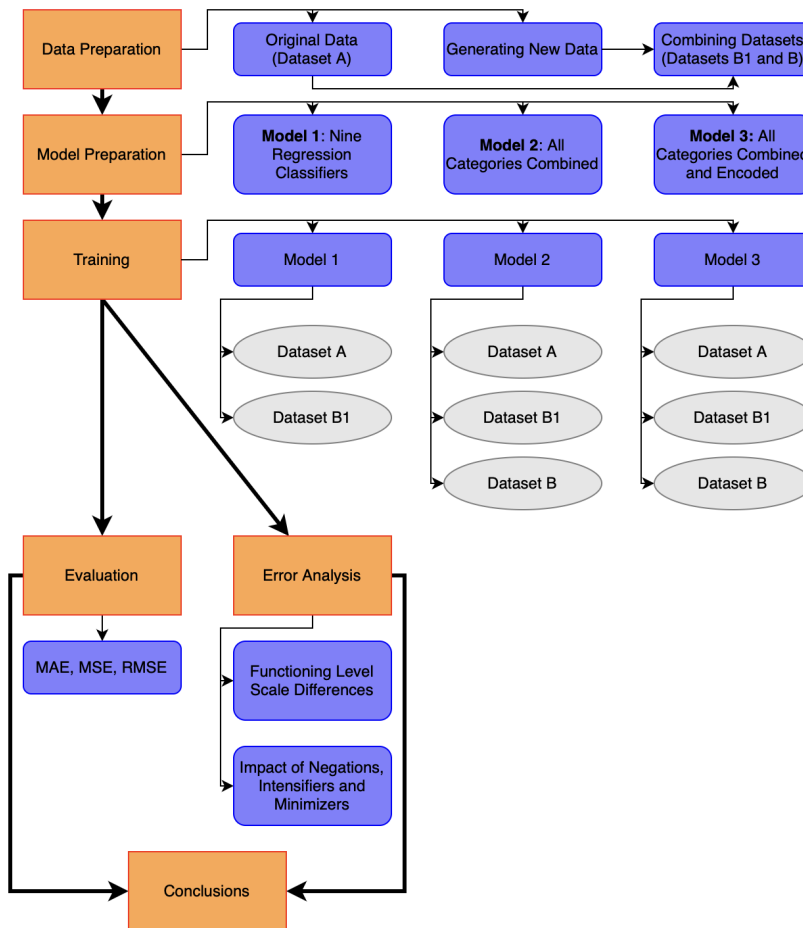 Data Preparation
Original Data
(Dataset A)
Generating New Data
Combining Datasets
(Datasets B1 and B)
Model Preparation
Model 1: Nine
Regression
Classifiers
Model 2: All
Categories Combined
Model 3: All
Categories Combined
and Encoded
Training
Model 1
Model 2
Model 3
Dataset A
Dataset A
Dataset A
Dataset B1
Dataset B1
Dataset B1
Dataset B
Dataset B
Evaluation
Error Analysis
MAE, MSE, RMSE
Functioning Level
Scale Differences
Impact of Negations,
Intensifiers and
Minimizers
Conclusions